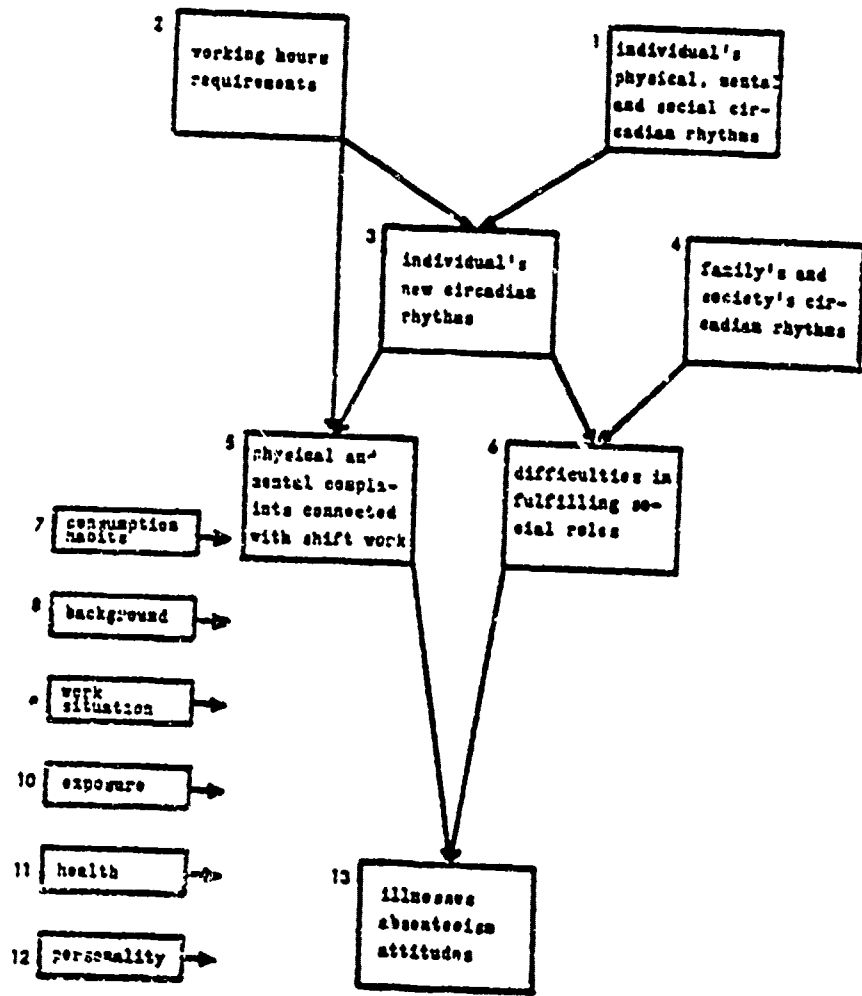 2
working hours
requirements
1
individual's
physical, mental
and social cir-
cadian rhythms
3
individual's
new circadian
rhythms
4
family's and
society's cir-
cadian rhythms
5
physical and
mental compla-
ints connected
with shift work
6
difficulties in
fulfilling so-
cial roles
7
consumption
habits
8
background
work
situation
10
exposure
11
health
12
personality
13
illnesses
absenteeism
attitudes